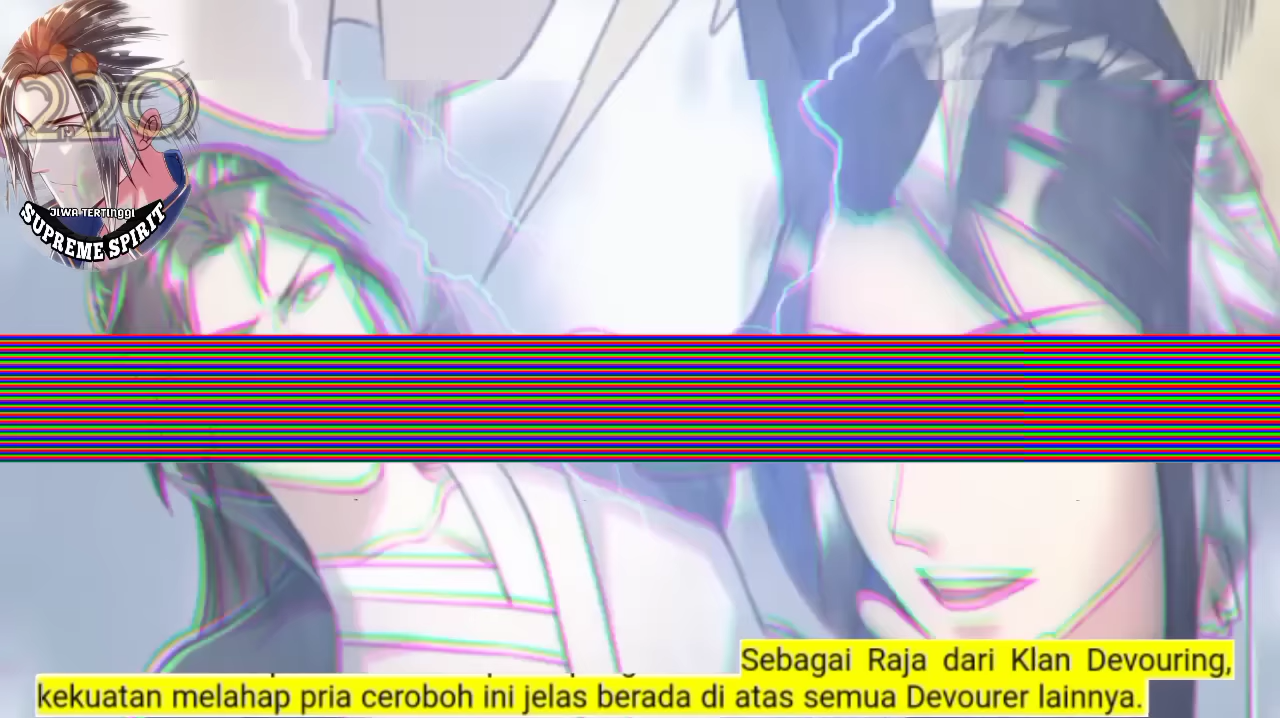 220
JIWA TERTINGGI
SUPREME SPIRIT
Sebagai Raja dari Klan Devouring,
kekuatan melahap pria ceroboh ini jelas berada di atas semua Devourer lainnya.